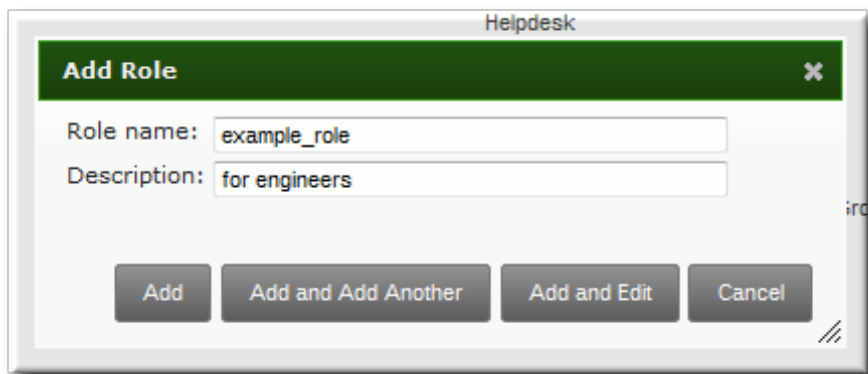 Helpdesk
Add Role
Role name: example_role
Description: for engineers
Add Add and Add Another Add and Edit Cancel